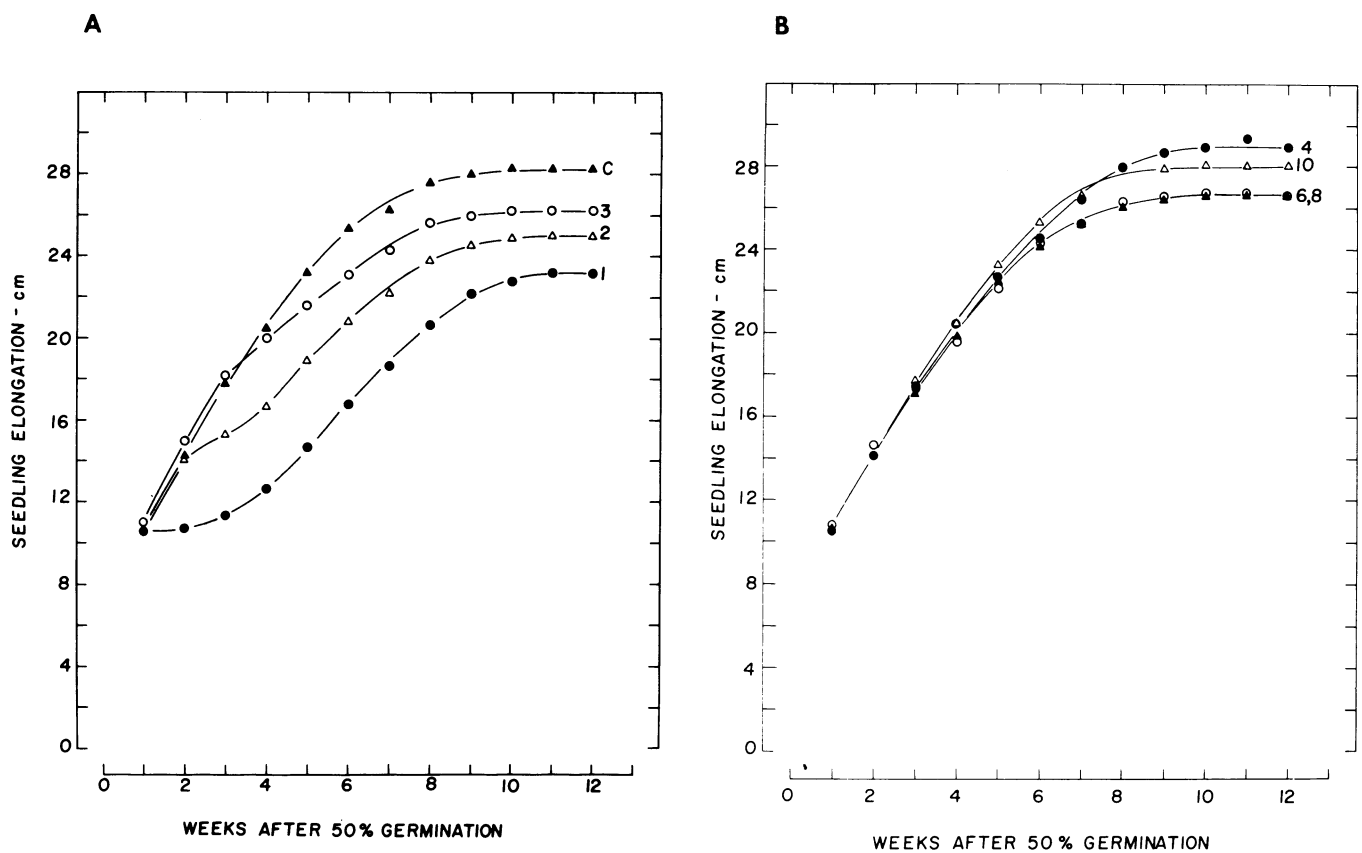 A
SEEDLING ELONGATION - cm
28
24
20
16
12
8
4
0
C
3
2
1
0 2 4 6 8 10 12
WEEKS AFTER 50% GERMINATION
B
SEEDLING ELONGATION - cm
28
24
20
16
12
8
4
0
4
10
6,8
0 2 4 6 8 10 12
WEEKS AFTER 50% GERMINATION